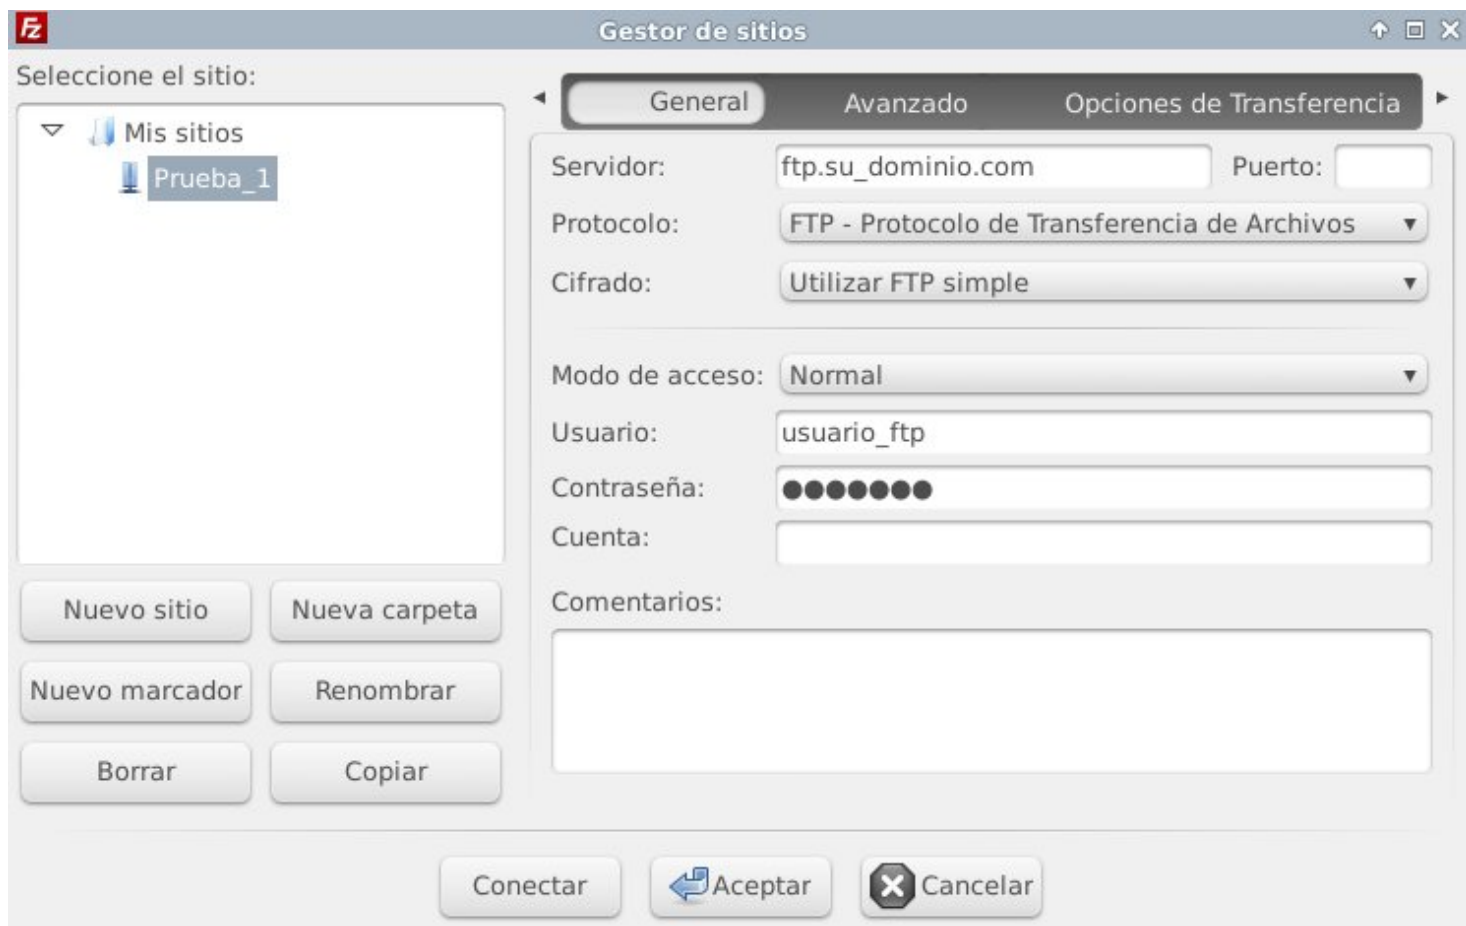 Fz
Gestor de sitios
Seleccione el sitio:
Mis sitios
Prueba_1
Nuevo sitio
Nueva carpeta
Nuevo marcador
Renombrar
Borrar
Copiar
General Avanzado Opciones de Transferencia
Servidor: ftp.su_dominio.com Puerto:
Protocolo: FTP - Protocolo de Transferencia de Archivos
Cifrado: Utilizar FTP simple
Modo de acceso: Normal
Usuario: usuario_ftp
Contraseña: ●●●●●●●
Cuenta:
Comentarios:
Conectar Aceptar Cancelar